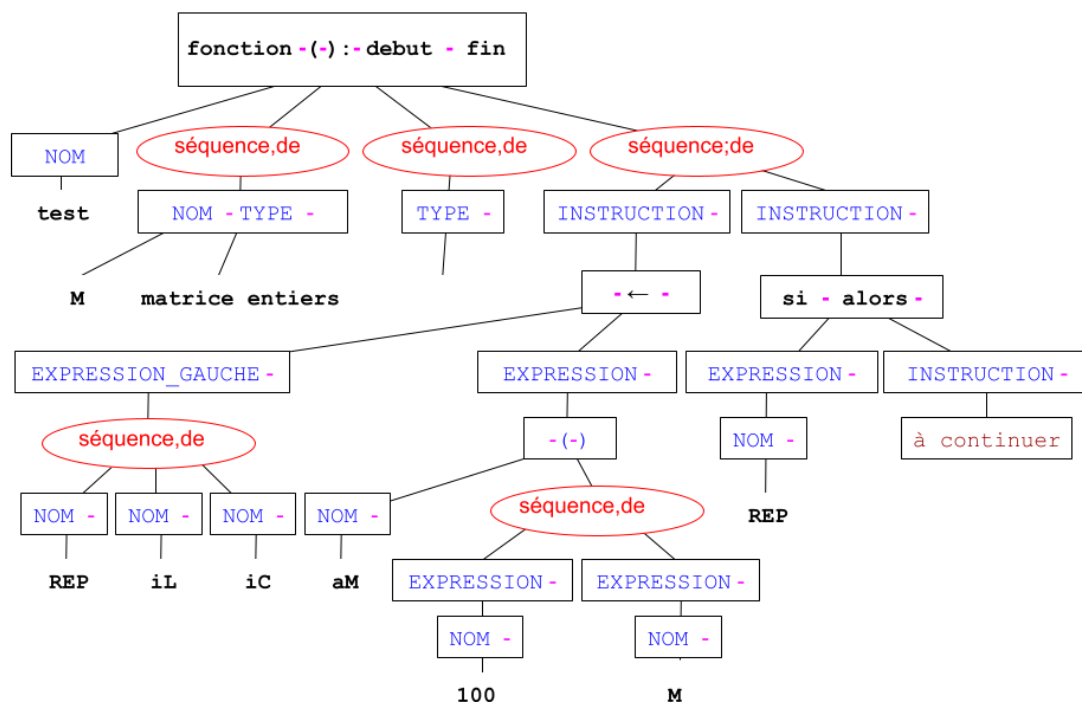 fonction -(-):- debut - fin
NOM séquence,de séquence,de séquence;de
test NOM - TYPE - TYPE - INSTRUCTION - INSTRUCTION -
M matrice entiers - ← - si - alors -
EXPRESSION_GAUCHE - EXPRESSION - EXPRESSION - INSTRUCTION -
séquence,de -(-) NOM - à continuer
NOM - NOM - NOM - NOM - séquence,de REP
REP iL iC aM EXPRESSION - EXPRESSION -
NOM - NOM -
100 M